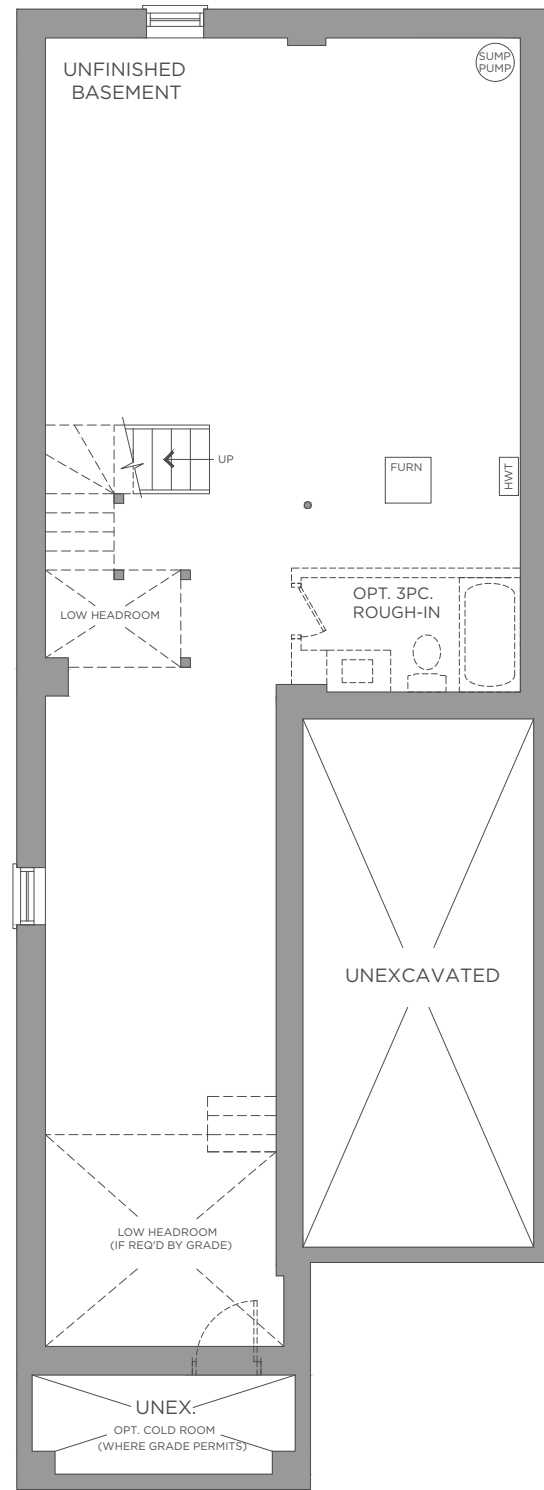 UNFINISHED
BASEMENT
SUMP
PUMP
UP
FURN
HWT
OPT. 3PC.
ROUGH-IN
LOW HEADROOM
UNEXCAVATED
LOW HEADROOM
(IF REQ'D BY GRADE)
UNEX.
OPT. COLD ROOM
(WHERE GRADE PERMITS)